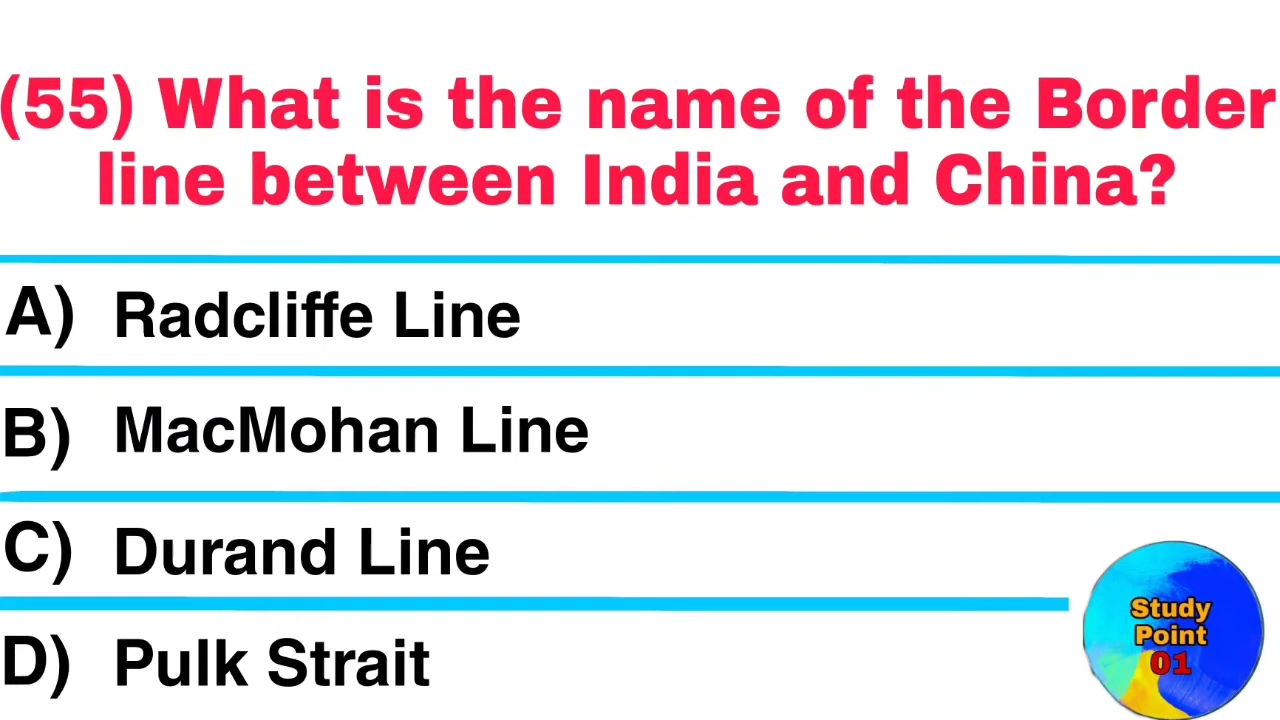 (55) What is the name of the Border
line between India and China?
A) Radcliffe Line
B) MacMohan Line
C) Durand Line
D) Pulk Strait
Study
Point
01